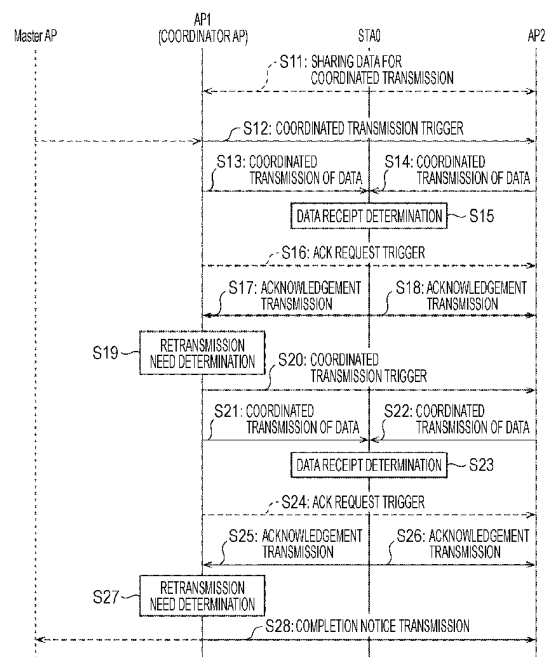 AP1
Master AP (COORDINATOR AP) STA0 AP2
S11: SHARING DATA FOR
COORDINATED TRANSMISSION
S12: COORDINATED TRANSMISSION TRIGGER
S13: COORDINATED
TRANSMISSION OF DATA
S14: COORDINATED
TRANSMISSION OF DATA
DATA RECEIPT DETERMINATION S15
S16: ACK REQUEST TRIGGER
S17: ACKNOWLEDGEMENT
TRANSMISSION
S18: ACKNOWLEDGEMENT
TRANSMISSION
S19 RETRANSMISSION
NEED DETERMINATION
S20: COORDINATED
TRANSMISSION TRIGGER
S21: COORDINATED
TRANSMISSION OF DATA
S22: COORDINATED
TRANSMISSION OF DATA
DATA RECEIPT DETERMINATION S23
S24: ACK REQUEST TRIGGER
S25: ACKNOWLEDGEMENT
TRANSMISSION
S26: ACKNOWLEDGEMENT
TRANSMISSION
S27 RETRANSMISSION
NEED DETERMINATION
S28: COMPLETION NOTICE TRANSMISSION